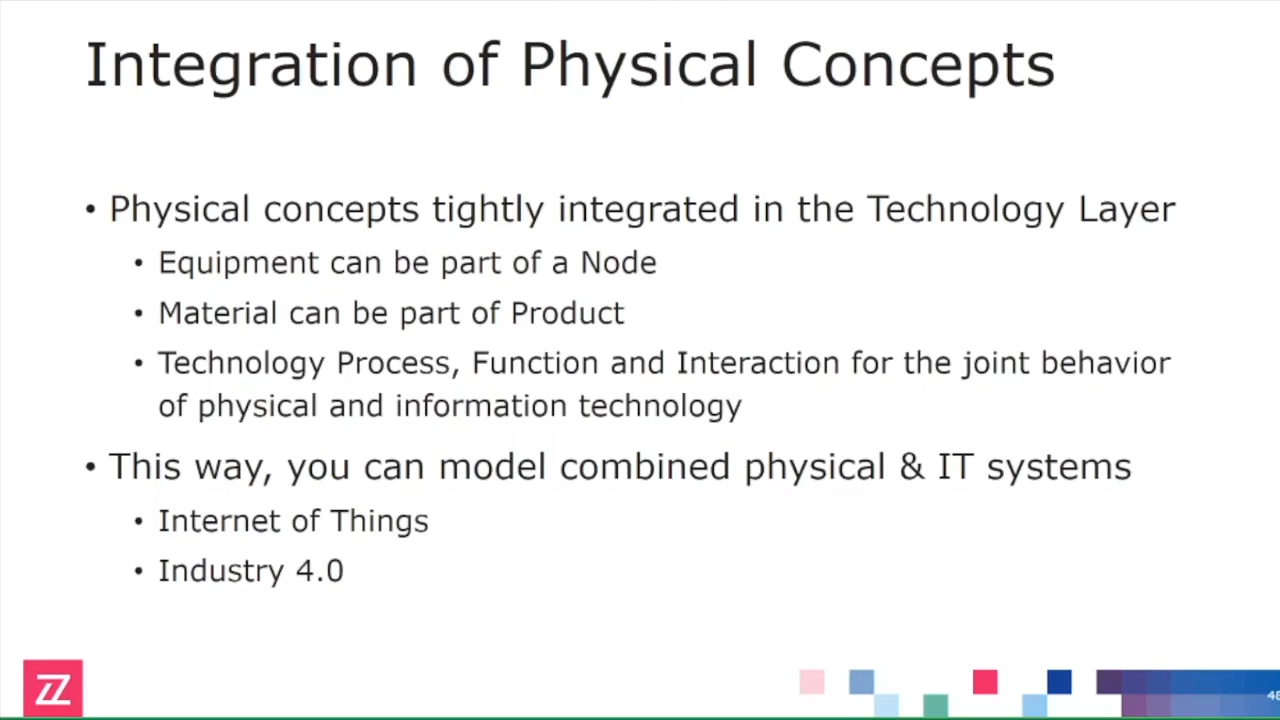 Integration of Physical Concepts
• Physical concepts tightly integrated in the Technology Layer
• Equipment can be part of a Node
• Material can be part of Product
• Technology Process, Function and Interaction for the joint behavior
of physical and information technology
• This way, you can model combined physical & IT systems
• Internet of Things
• Industry 4.0